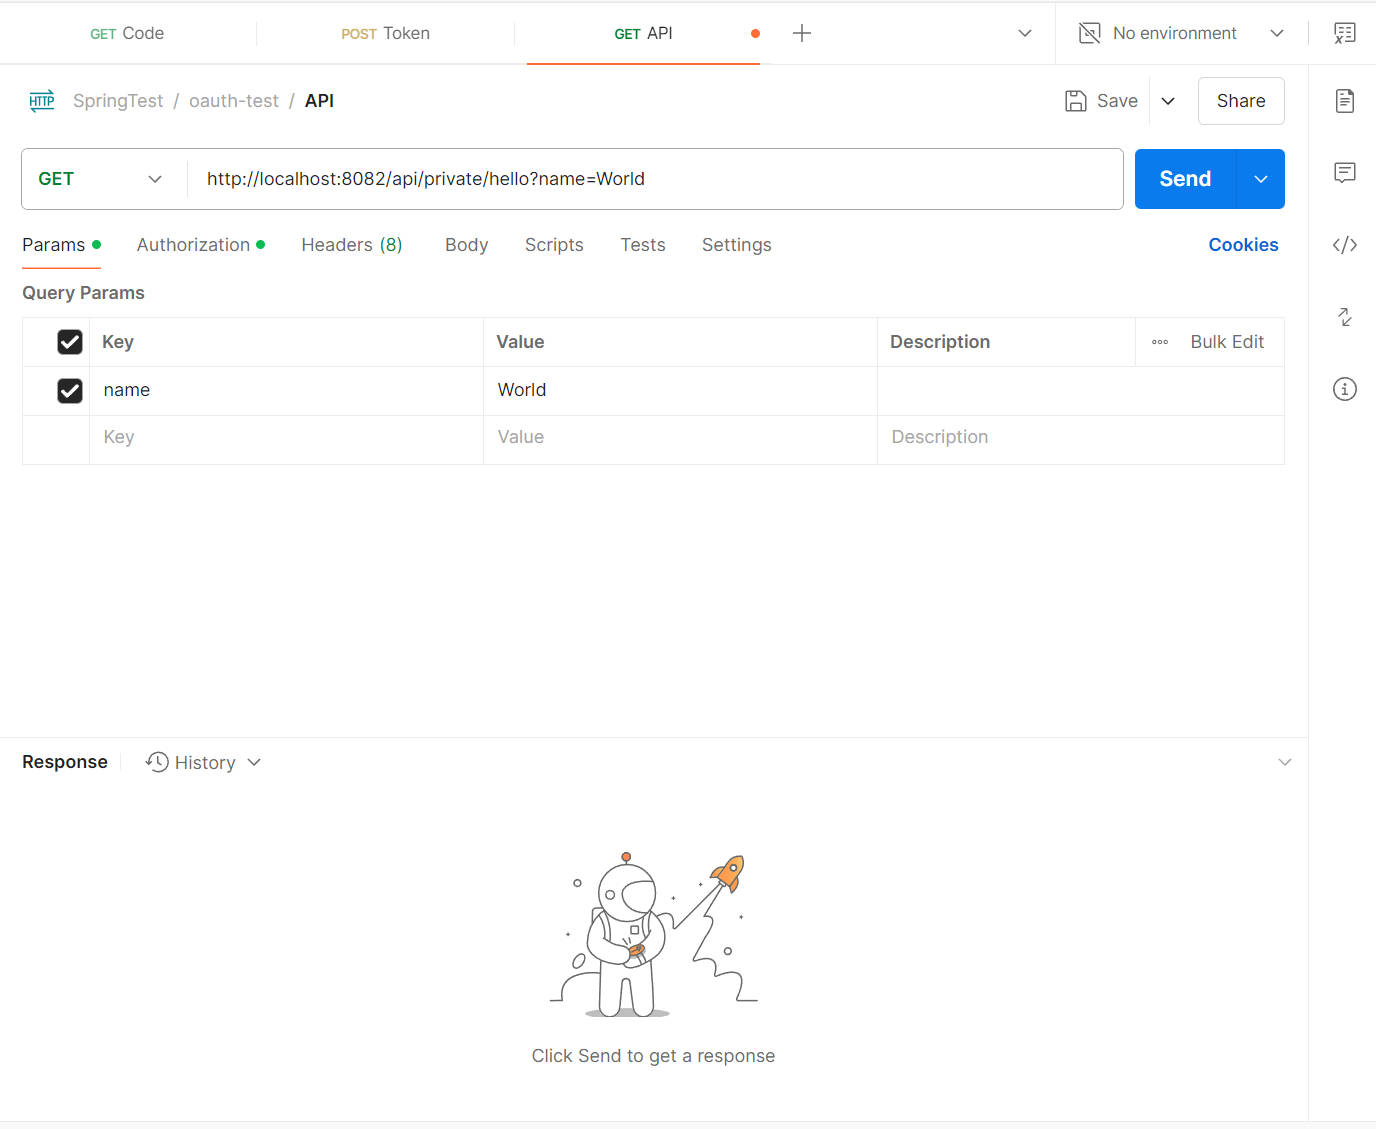 GET Code
POST Token
GET API
No environment
HTTP SpringTest / oauth-test / API
Save
Share
GET
http://localhost:8082/api/private/hello?name=World
Send
Params
Authorization
Headers (8)
Body
Scripts
Tests
Settings
Cookies
Query Params
Key
Value
Description
Bulk Edit
name
World
Key
Value
Description
Response
History
Click Send to get a response